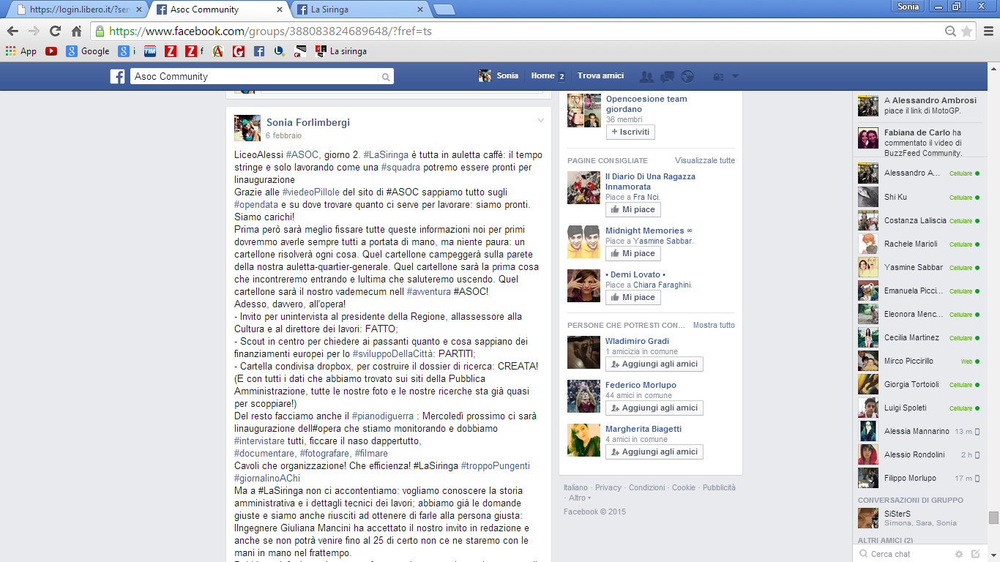 https://login.libero.it/?ser
Asoc Community
La Siringa
Sonia
https://www.facebook.com/groups/388083824689648/?fref=ts
App
Google
i
TIM
Z
Z f
La siringa
Asoc Community
Sonia
Home 2
Trova amici
Sonia Forlimbergi
6 febbraio
LiceoAlessi #ASOC, giorno 2. #LaSiringa è tutta in auletta caffè: il tempo
stringe e solo lavorando come una #squadra potremo essere pronti per
linaugurazione
Grazie alle #viedeoPillole del sito di #ASOC sappiamo tutto sugli
#opendata e su dove trovare quanto ci serve per lavorare: siamo pronti.
Siamo carichi!
Prima però sarà meglio fissare tutte queste informazioni noi per primi
dovremmo averle sempre tutti a portata di mano, ma niente paura: un
cartellone risolverà ogni cosa. Quel cartellone campeggerà sulla parete
della nostra auletta-quartier-generale. Quel cartellone sarà la prima cosa
che incontreremo entrando e lultima che saluteremo uscendo. Quel
cartellone sarà il nostro vademecum nell #avventura #ASOC!
Adesso, davvero, all'opera!
- Invito per unintervista al presidente della Regione, allassessore alla
Cultura e al direttore dei lavori: FATTO;
- Scout in centro per chiedere ai passanti quanto e cosa sappiano dei
finanziamenti europei per lo #sviluppoDellaCittà: PARTITI;
- Cartella condivisa dropbox, per costruire il dossier di ricerca: CREATA!
(E con tutti i dati che abbiamo trovato sui siti della Pubblica
Amministrazione, tutte le nostre foto e le nostre ricerche sta già quasi
per scoppiare!)
Del resto facciamo anche il #pianodiguerra : Mercoledì prossimo ci sarà
linaugurazione dell#opera che stiamo monitorando e dobbiamo
#intervistare tutti, ficcare il naso dappertutto,
#documentare, #fotografare, #filmare
Cavoli che organizzazione! Che efficienza! #LaSiringa #troppoPungenti
#giornalinoAChi
Ma a #LaSiringa non ci accontentiamo: vogliamo conoscere la storia
amministrativa e i dettagli tecnici dei lavori; abbiamo già le domande
giuste e siamo anche riusciti ad ottenere di farle alla persona giusta:
lIngegnere Giuliana Mancini ha accettato il nostro invito in redazione e
anche se non potrà venire fino al 25 di certo non ce ne staremo con le
mani in mano nel frattempo.
Opencoesione team
giordano
36 membri
+ Iscriviti
PAGINE CONSIGLIATE
Visualizzale tutte
Il Diario Di Una Ragazza
Innamorata
Piace a Fra Nci.
Mi piace
Midnight Memories ∞
Piace a Yasmine Sabbar.
Mi piace
• Demi Lovato •
Piace a Chiara Faraghini.
Mi piace
PERSONE CHE POTRESTI CON...
Mostra tutto
Wladimiro Gradi
1 amicizia in comune
Aggiungi agli amici
Federico Morlupo
44 amici in comune
Aggiungi agli amici
Margherita Biagetti
4 amici in comune
Aggiungi agli amici
Italiano · Privacy · Condizioni · Cookie · Pubblicità
· Altro
Facebook © 2015
A Alessandro Ambrosi
piace il link di MotoGP.
Fabiana de Carlo ha
commentato il video di
BuzzFeed Community.
Alessandro A... Cellulare
Shi Ku Cellulare
Costanza Laliscia Cellulare
Rachele Marioli Cellulare
Yasmine Sabbar Cellulare
Emanuela Picci... Cellulare
Eleonora Menc... Cellulare
Cecilia Martinez Cellulare
Mirco Piccirillo Web
Giorgia Tortoioli Cellulare
Luigi Spoleti Cellulare
Alessia Mannarino 13 m
Alessio Rondolini 2 h
Filippo Morlupo 17 m
CONVERSAZIONI DI GRUPPO
SiSterS
Simona, Sara, Sonia
ALTRI AMICI (2)
Cerca chat